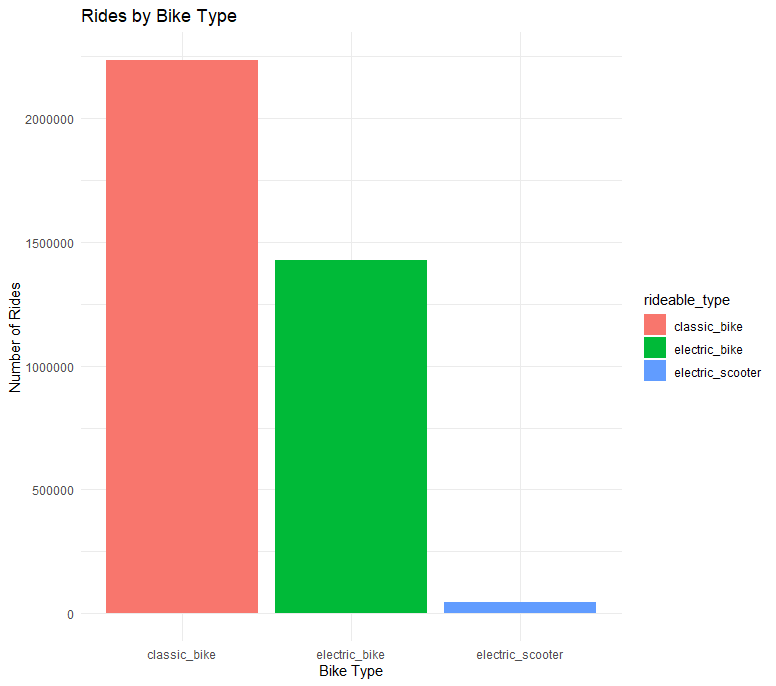 Rides by Bike Type
Number of Rides
2000000
1500000
1000000
500000
0
classic_bike
electric_bike
electric_scooter
Bike Type
rideable_type
classic_bike
electric_bike
electric_scooter